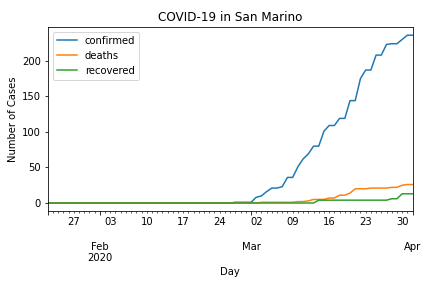 COVID-19 in San Marino
confirmed
deaths
recovered
Number of Cases
200
150
100
50
0
27 03 10 17 24 02 09 16 23 30
Feb Mar Apr
2020
Day